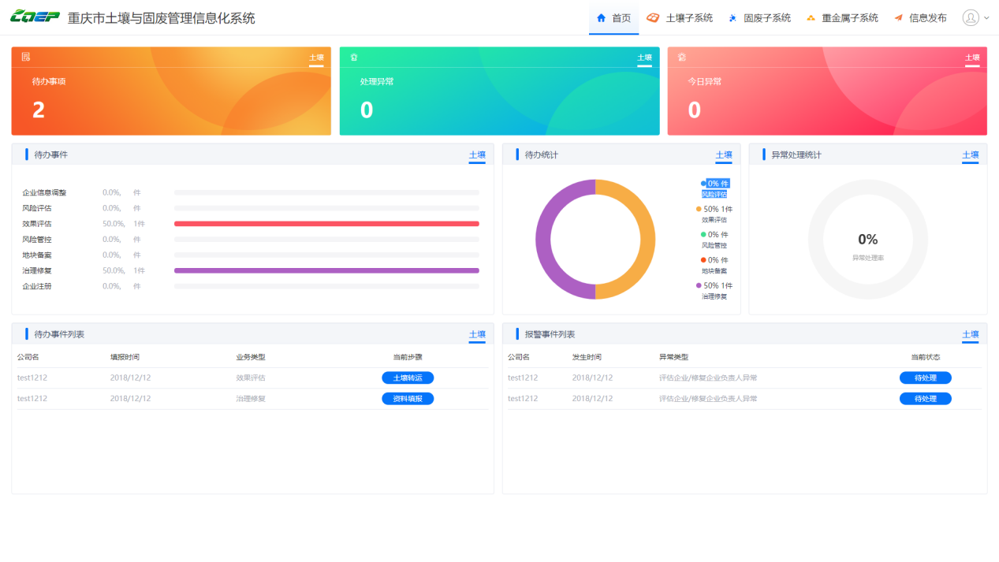 CQEP 重庆市土壤与固废管理信息化系统 首页 土壤子系统 固废子系统 重金属子系统 信息发布
土壤 土壤 土壤
待办事项 处理异常 今日异常
2 0 0
待办事件 土壤 待办统计 土壤 异常处理统计 土壤
企业信息调整 0.0%, 件
风险评估 0.0%, 件
效果评估 50.0%, 1件
风险管控 0.0%, 件
地块备案 0.0%, 件
治理修复 50.0%, 1件
企业注册 0.0%, 件
0% 件
风险评估
50% 1件
效果评估
0% 件
风险管控
0% 件
地块备案
50% 1件
治理修复
0%
异常处理率
待办事件列表 土壤
公司名 填报时间 业务类型 当前步骤
test1212 2018/12/12 效果评估 土壤转运
test1212 2018/12/12 治理修复 资料填报
报警事件列表 土壤
公司名 发生时间 异常类型 当前状态
test1212 2018/12/12 评估企业/修复企业负责人异常 待处理
test1212 2018/12/12 评估企业/修复企业负责人异常 待处理